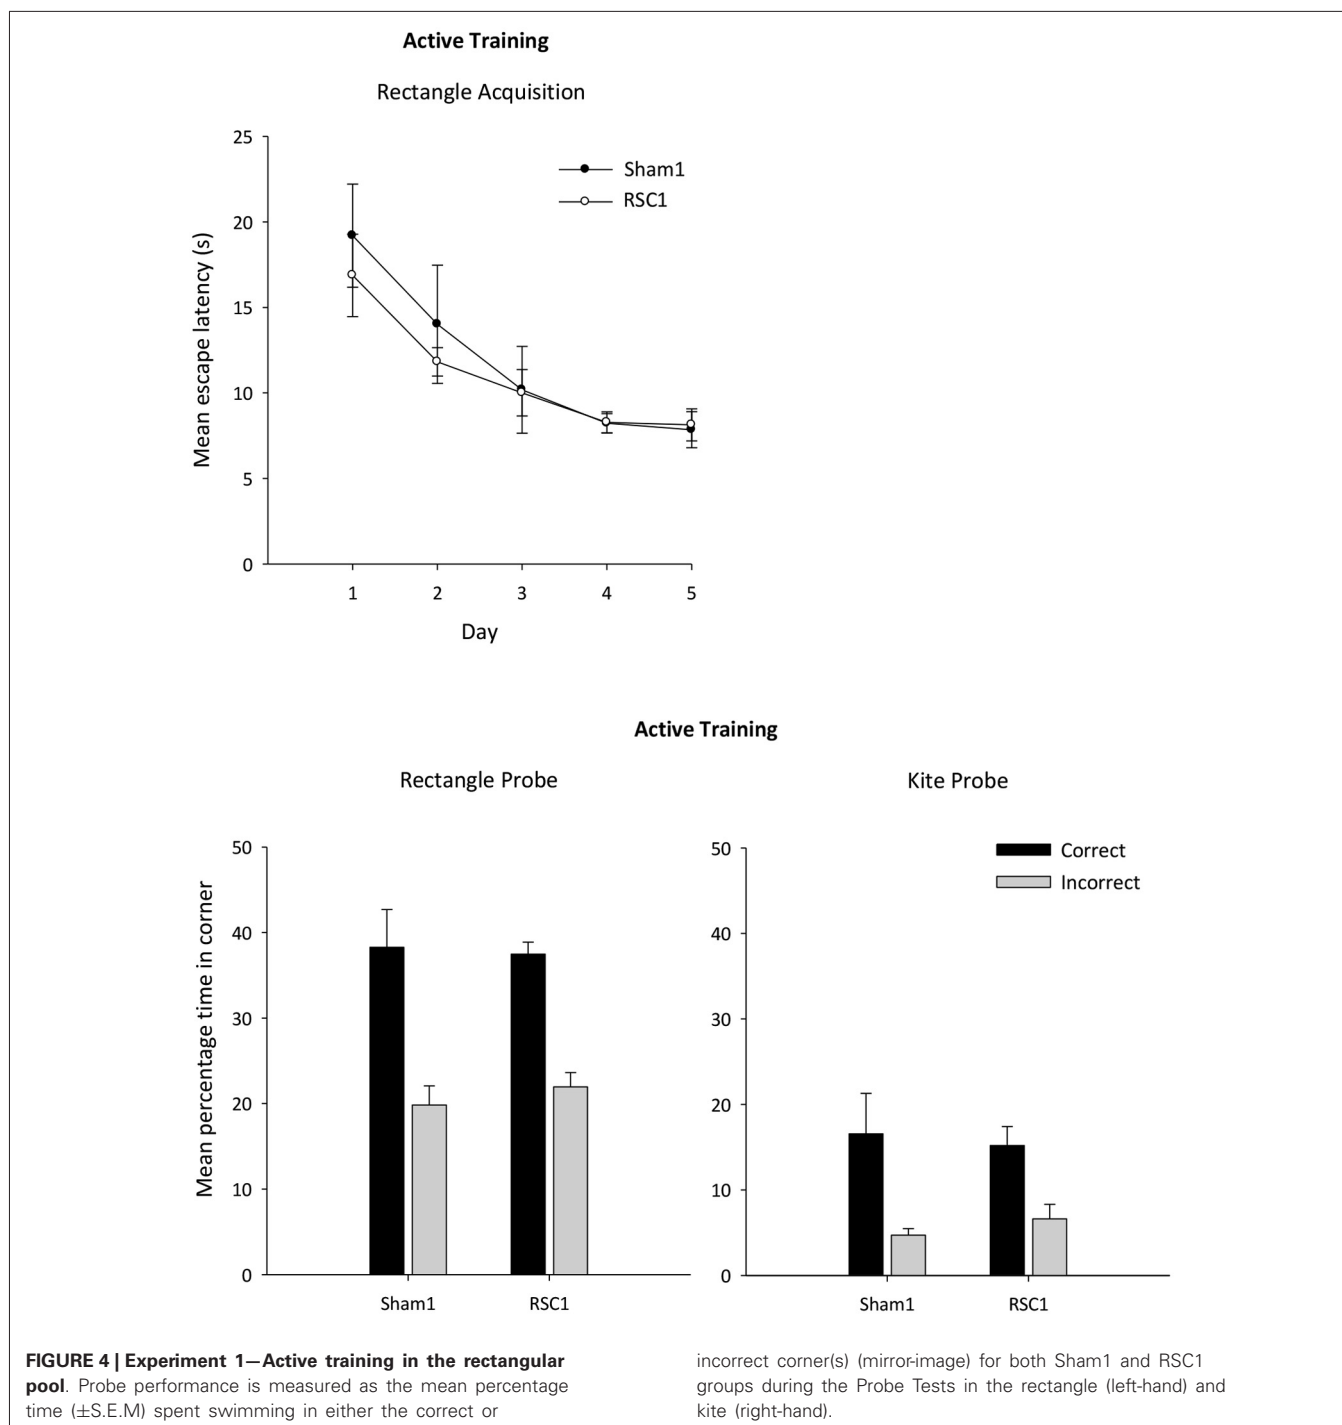 Active Training
Rectangle Acquisition
25
20
15
10
5
0
Mean escape latency (s)
Sham1
RSC1
1 2 3 4 5
Day
Active Training
Rectangle Probe
Kite Probe
50
40
30
20
10
0
Mean percentage time in corner
Sham1 RSC1
50
40
30
20
10
0
Correct
Incorrect
Sham1 RSC1
FIGURE 4 | Experiment 1—Active training in the rectangular
pool. Probe performance is measured as the mean percentage
time (±S.E.M) spent swimming in either the correct or
incorrect corner(s) (mirror-image) for both Sham1 and RSC1
groups during the Probe Tests in the rectangle (left-hand) and
kite (right-hand).